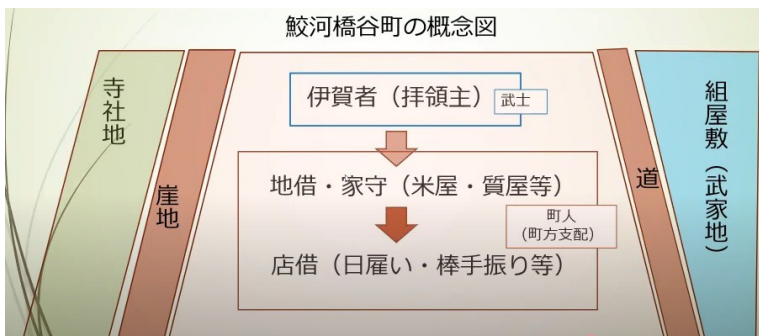 鮫河橋谷町の概念図
寺社地
崖地
伊賀者（拝領主）
武士
地借・家守（米屋・質屋等）
町人
（町方支配）
店借（日雇い・棒手振り等）
道
組屋敷（武家地）